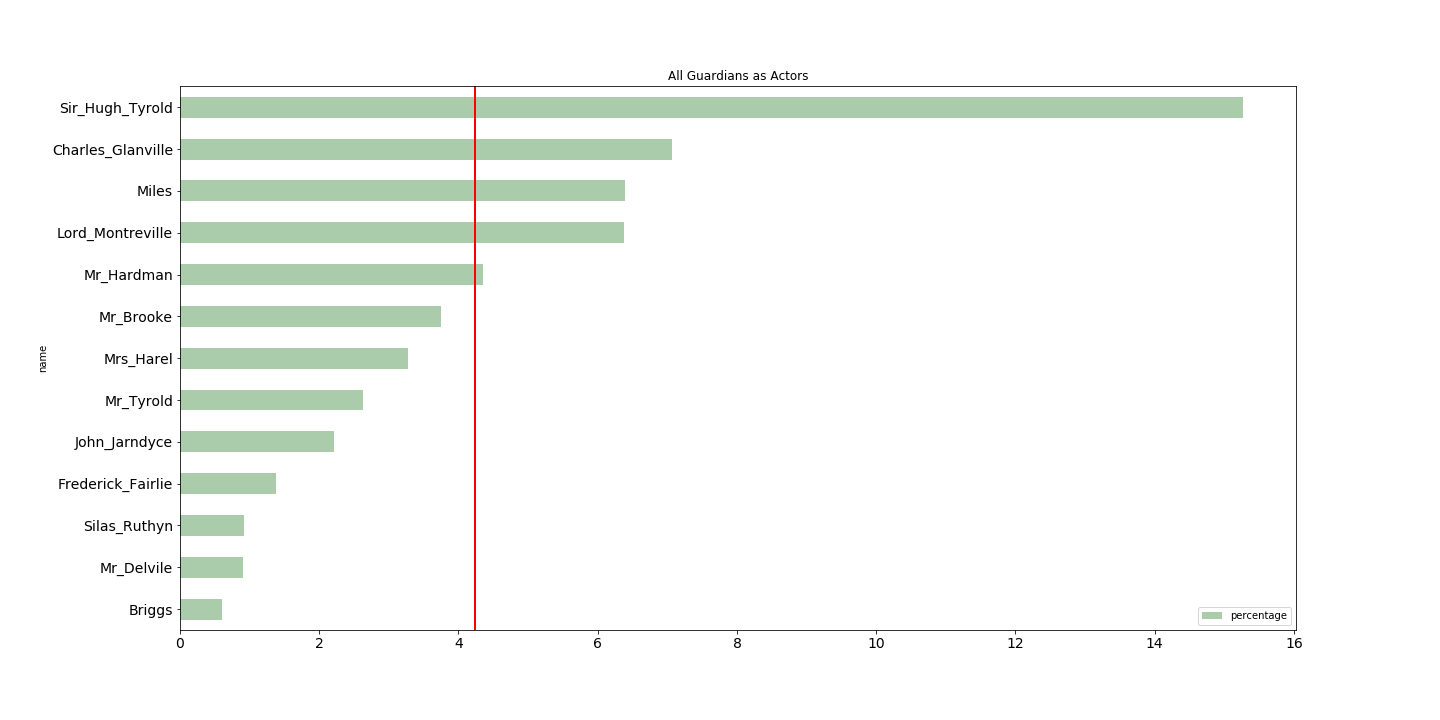 All Guardians as Actors
Sir_Hugh_Tyrold
Charles_Glanville
Miles
Lord_Montreville
Mr_Hardman
Mr_Brooke
Mrs_Harel
Mr_Tyrold
John_Jarndyce
Frederick_Fairlie
Silas_Ruthyn
Mr_Delvile
Briggs
name
percentage
0 2 4 6 8 10 12 14 16